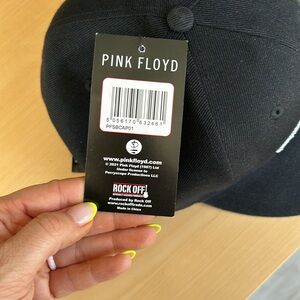 PINK FLOYD
5 056170 632461
PFSBCAP01
www.pinkfloyd.com
© 2021 Pink Floyd (1987) Ltd
Under license to
Perryscope Productions LLC
ROCK OFF!
Produced by Rock Off
www.rockofftrade.com
Made in China